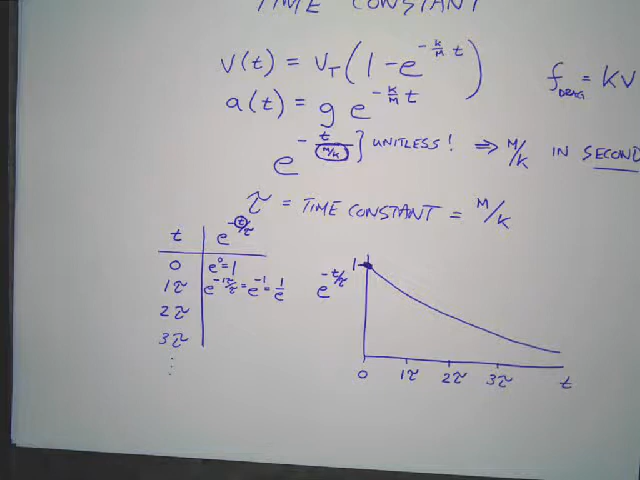 TIME CONSTANT
v(t) = V_T (1 - e^{-k/M t})
f_DRAG = KV
a(t) = g e^{-k/M t}
e^{-t/(M/K)} } UNITLESS! ⇒ M/K IN SECOND
τ = TIME CONSTANT = M/K
t | e^{-t/τ}
0 | e^0 = 1
1τ | e^{-1τ/τ} = e^{-1} = 1/e
2τ
3τ
⋮
1
e^{-t/τ}
0 1τ 2τ 3τ t